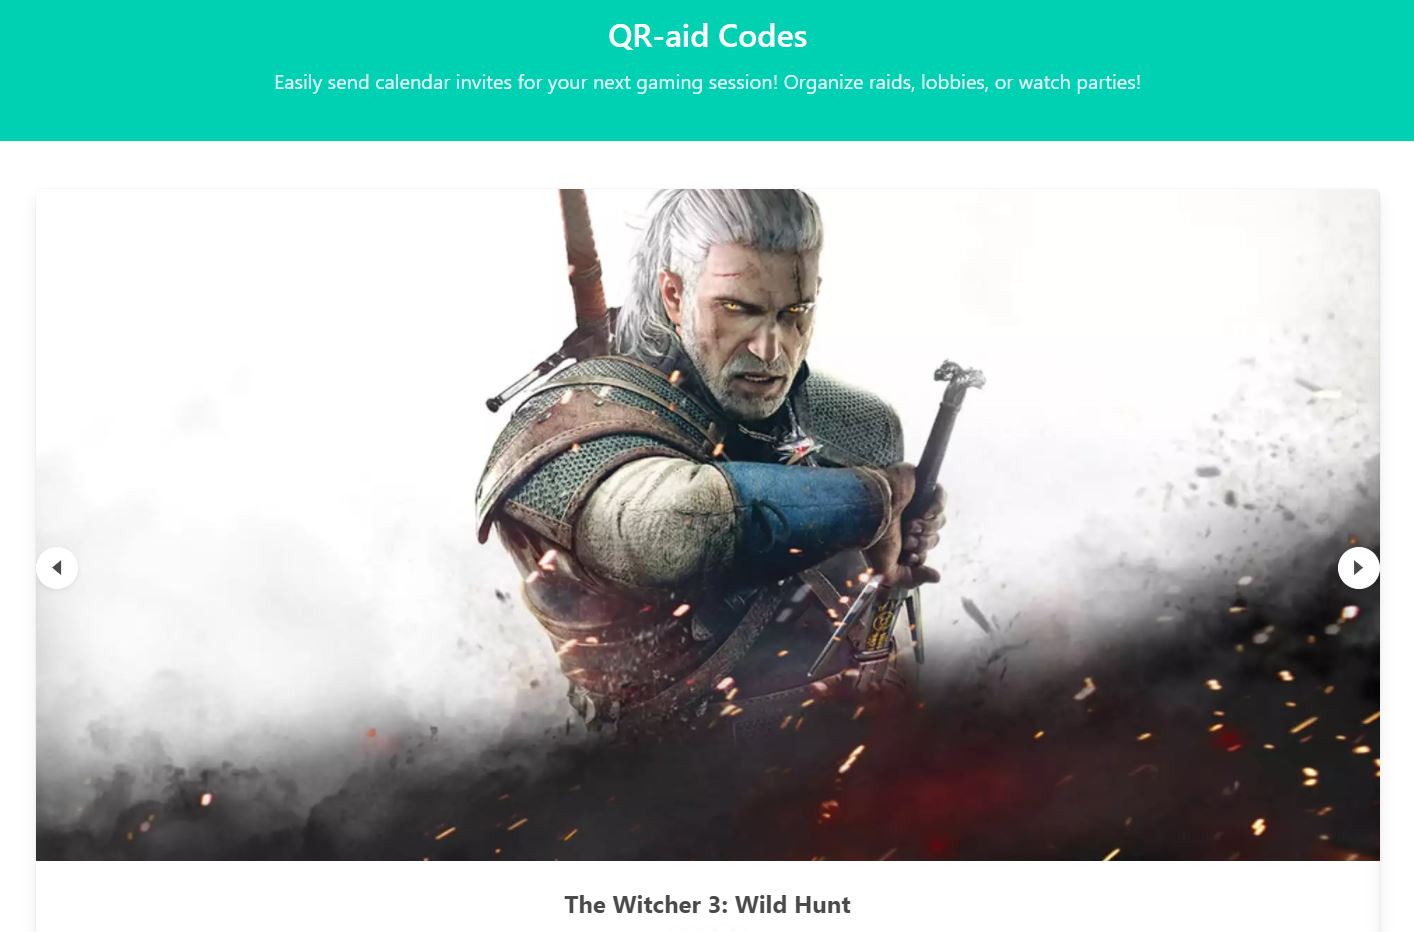 QR-aid Codes
Easily send calendar invites for your next gaming session! Organize raids, lobbies, or watch parties!
The Witcher 3: Wild Hunt